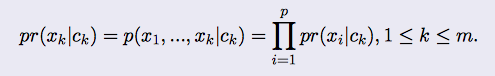 pr(x_k|c_k) = p(x_1, ..., x_k|c_k) = ∏_{i=1}^{p} pr(x_i|c_k), 1 ≤ k ≤ m.